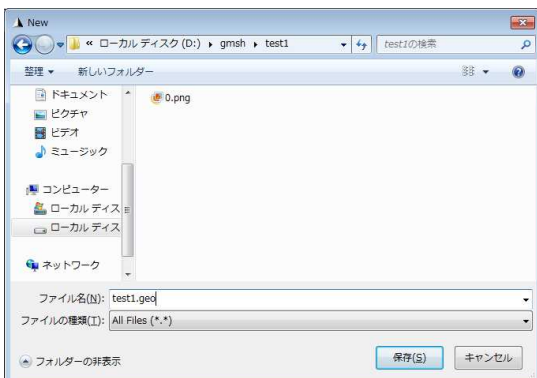 New
« ローカル ディスク (D:) ▸ gmsh ▸ test1
test1の検索
整理 ▼ 新しいフォルダー
ドキュメント
ピクチャ
ビデオ
ミュージック
コンピューター
ローカル ディス
ローカル ディス
ネットワーク
0.png
ファイル名(N): test1.geo
ファイルの種類(T): All Files (*.*)
フォルダーの非表示
保存(S) キャンセル